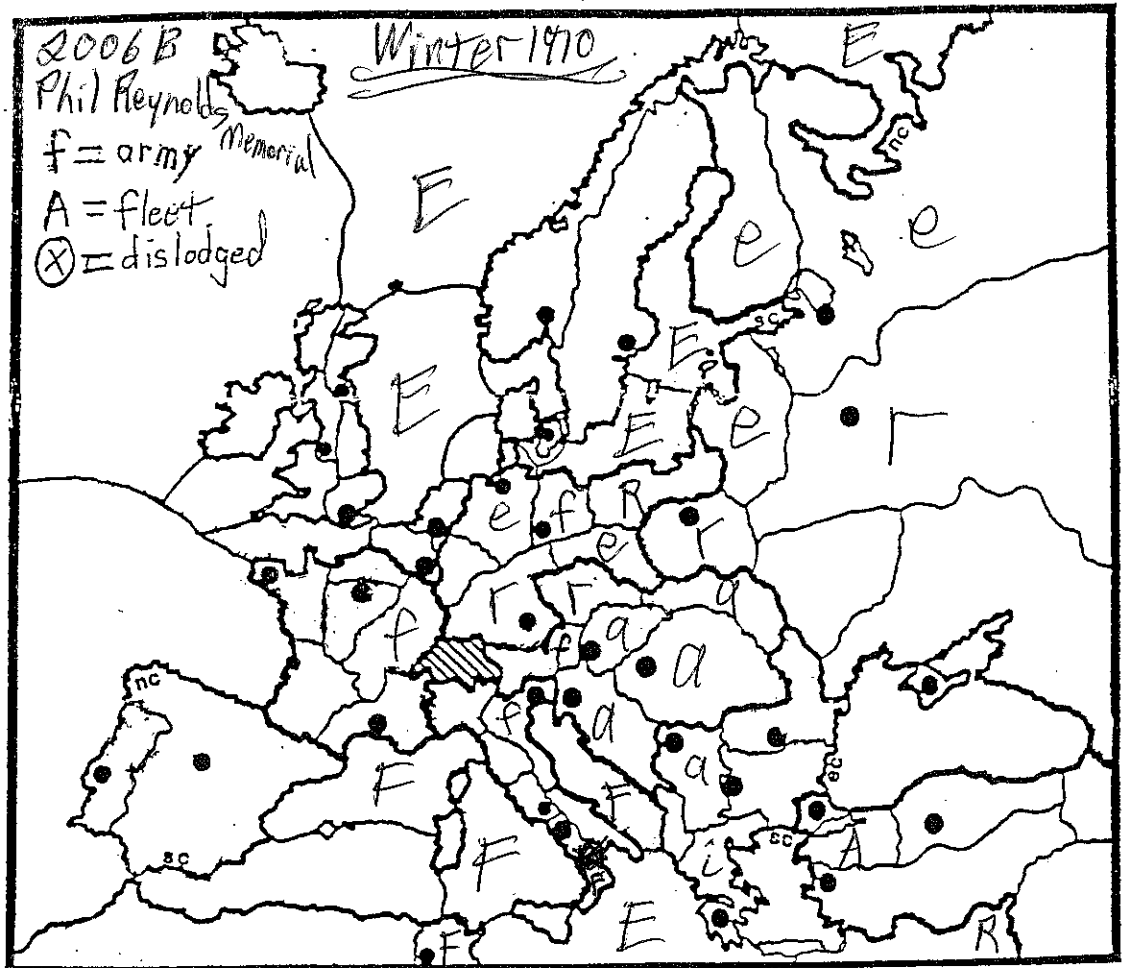 2006B
Winter 1910
Phil Reynolds
Memorial
f = army
A = fleet
X = dislodged
E
nc
E
e
e
sc
E
E
E
e
r
e
f
R
r
e
r
r
a
f
f
a
a
nc
f
a
a
ec
F
F
sc
A
i
sc
F
F
E
R
F